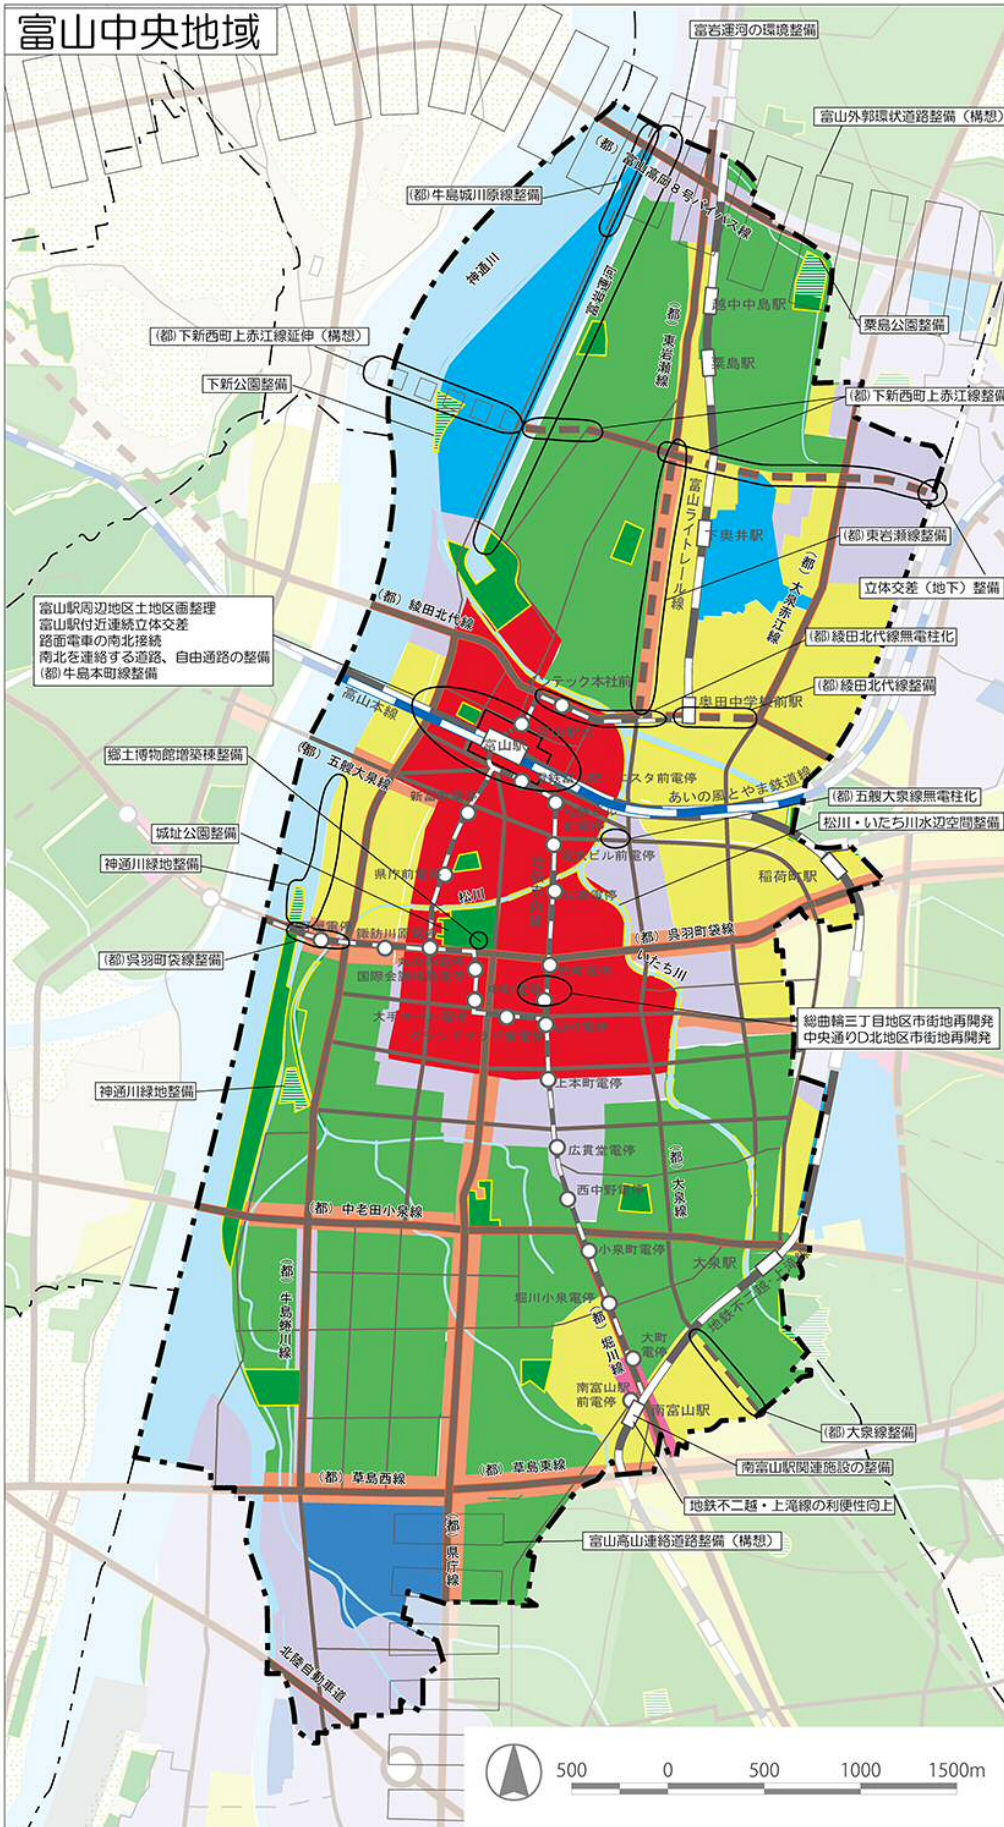 富山中央地域
富岩運河の環境整備
富山外郭環状道路整備（構想）
(都)富山高岡8号バイパス線
(都)牛島城川原線整備
神通川
富岩運河
(都)東岩瀬線
越中中島駅
粟島公園整備
粟島駅
(都)下新西町上赤江線延伸（構想）
下新公園整備
(都)下新西町上赤江線整備
富山ライトレール線
下奥井駅
(都)東岩瀬線整備
(都)大泉赤江線
立体交差（地下）整備
富山駅周辺地区土地区画整理
富山駅付近連続立体交差
路面電車の南北接続
南北を連絡する道路、自由通路の整備
(都)牛島本町線整備
(都)綾田北代線
(都)綾田北代線無電柱化
インテック本社前
奥田中学校前駅
(都)綾田北代線整備
高山本線
富山駅
郷土博物館増築棟整備
(都)五艘大泉線
エスタ前電停
あいの風とやま鉄道線
(都)五艘大泉線無電柱化
城址公園整備
松川・いたち川水辺空間整備
神通川緑地整備
県庁前電停
松川
稲荷町駅
諏訪川原
(都)呉羽町袋線
(都)呉羽町袋線整備
いたち川
総曲輪三丁目地区市街地再開発
中央通りD北地区市街地再開発
神通川緑地整備
上本町電停
広貫堂電停
(都)大泉線
西中野電停
(都)中老田小泉線
小泉町電停
大泉駅
地鉄不二越・上滝線
(都)牛島蜷川線
堀川小泉電停
(都)堀川線
大町
電停
南富山駅
前電停
南富山駅
(都)大泉線整備
(都)草島西線
(都)草島東線
南富山駅関連施設の整備
地鉄不二越・上滝線の利便性向上
(都)県庁線
富山高山連絡道路整備（構想）
北陸自動車道
500 0 500 1000 1500m